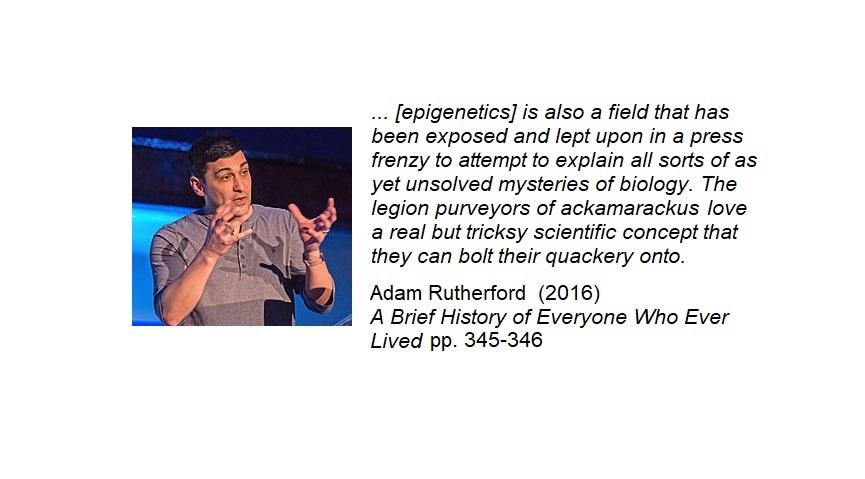 ... [epigenetics] is also a field that has
been exposed and lept upon in a press
frenzy to attempt to explain all sorts of as
yet unsolved mysteries of biology. The
legion purveyors of ackamarackus love
a real but tricksy scientific concept that
they can bolt their quackery onto.
Adam Rutherford (2016)
A Brief History of Everyone Who Ever
Lived pp. 345-346